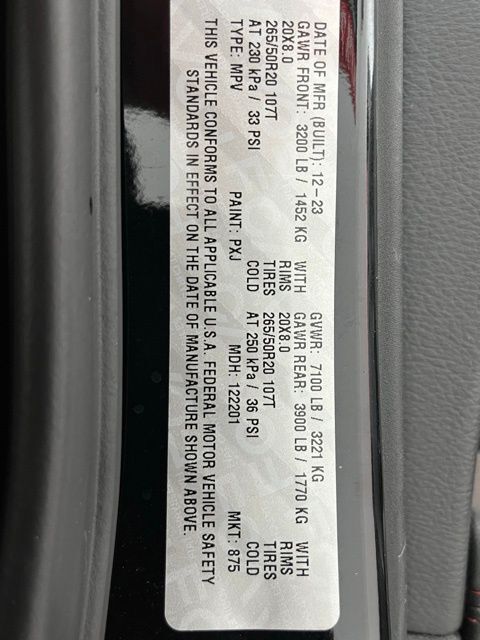 DATE OF MFR (BUILT): 12-23 GVWR: 7100 LB / 3221 KG
GAWR FRONT: 3200 LB / 1452 KG WITH GAWR REAR: 3900 LB / 1770 KG WITH
20X8.0 RIMS 20X8.0 RIMS
265/50R20 107T TIRES 265/50R20 107T TIRES
AT 230 kPa / 33 PSI COLD AT 250 kPa / 36 PSI COLD
TYPE: MPV PAINT: PXJ MDH: 122201 MKT: 875
THIS VEHICLE CONFORMS TO ALL APPLICABLE U.S.A. FEDERAL MOTOR VEHICLE SAFETY
STANDARDS IN EFFECT ON THE DATE OF MANUFACTURE SHOWN ABOVE.